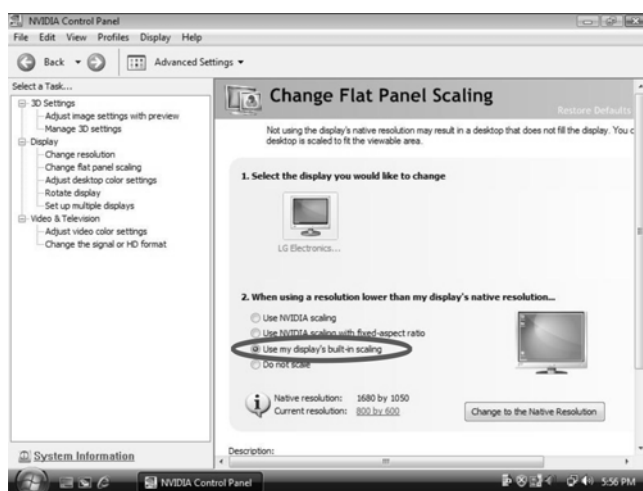 NVIDIA Control Panel
File Edit View Profiles Display Help
Back Advanced Settings
Select a Task...
3D Settings
Adjust image settings with preview
Manage 3D settings
Display
Change resolution
Change flat panel scaling
Adjust desktop color settings
Rotate display
Set up multiple displays
Video & Television
Adjust video color settings
Change the signal or HD format
System Information
Change Flat Panel Scaling
Restore Defaults
Not using the display's native resolution may result in a desktop that does not fill the display. You c
desktop is scaled to fit the viewable area.
1. Select the display you would like to change
LG Electronics...
2. When using a resolution lower than my display's native resolution...
Use NVIDIA scaling
Use NVIDIA scaling with fixed-aspect ratio
Use my display's built-in scaling
Do not scale
Native resolution: 1680 by 1050
Current resolution: 800 by 600
Change to the Native Resolution
Description:
NVIDIA Control Panel
5:56 PM